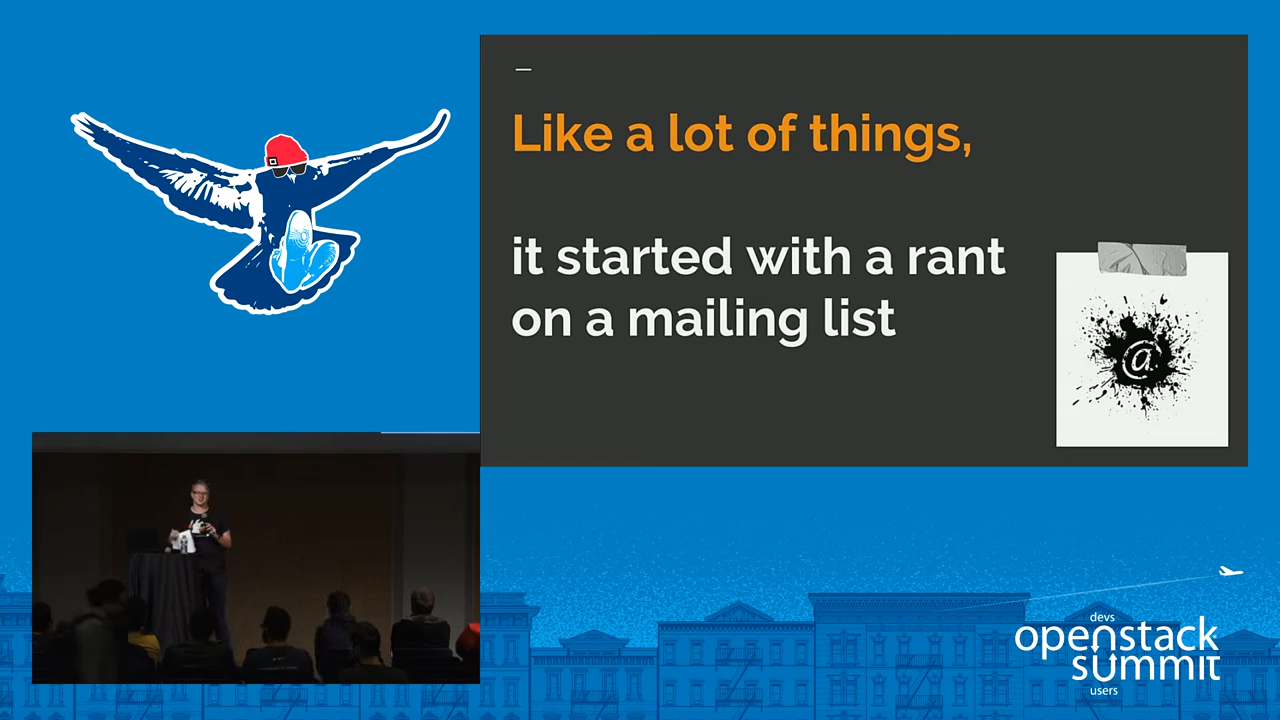 Like a lot of things,
it started with a rant
on a mailing list
@
devs
openstack
summit
users